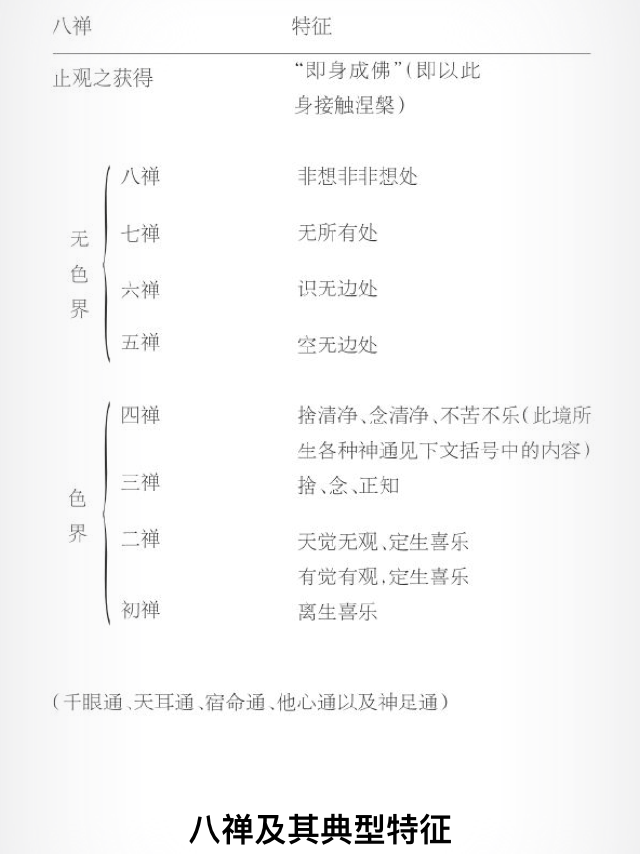 八禅 特征
止观之获得 “即身成佛”(即以此
身接触涅槃)
八禅 非想非非想处
七禅 无所有处
六禅 识无边处
五禅 空无边处
无色界
四禅 捨清净、念清净、不苦不乐(此境所
生各种神通见下文括号中的内容)
三禅 捨、念、正知
二禅 天觉无观、定生喜乐
有觉有观,定生喜乐
初禅 离生喜乐
色界
(千眼通、天耳通、宿命通、他心通以及神足通)
八禅及其典型特征